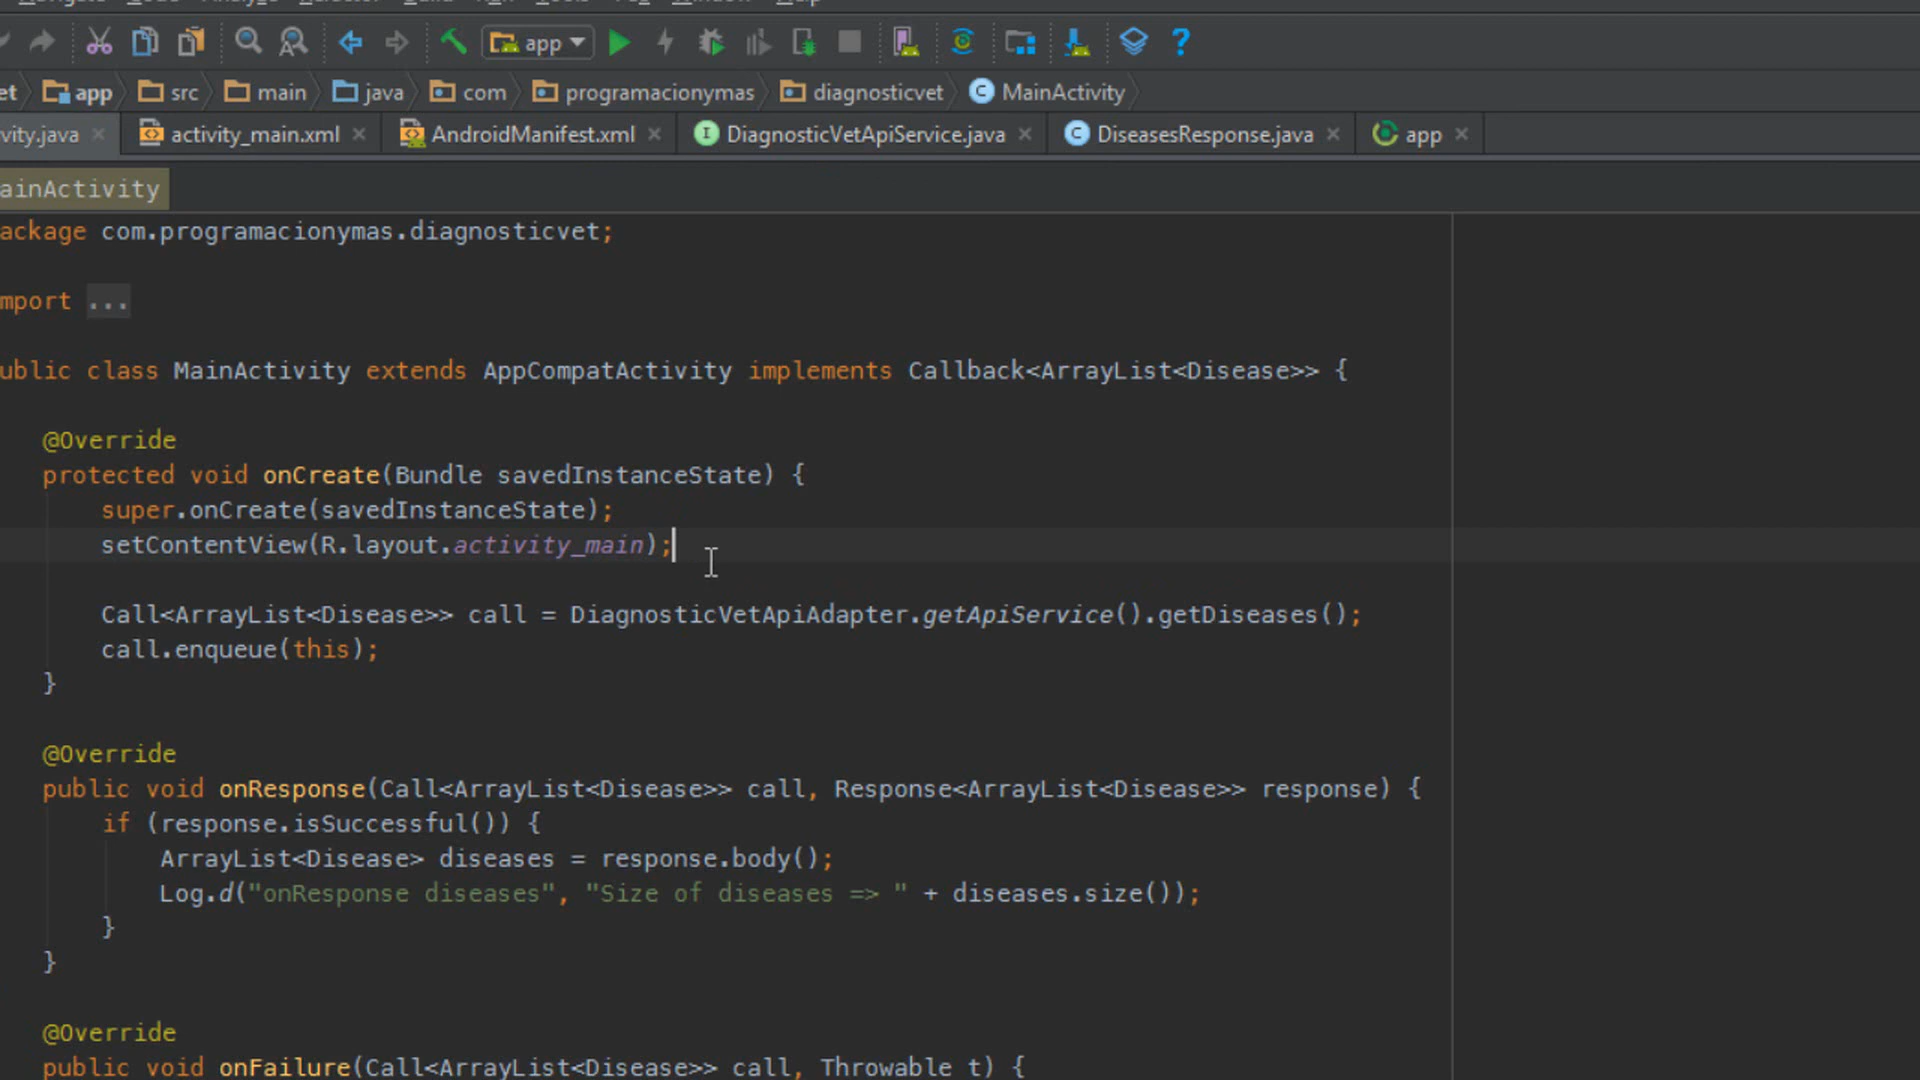 app
et app src main java com programacionymas diagnosticvet MainActivity
vity.java activity_main.xml AndroidManifest.xml DiagnosticVetApiService.java DiseasesResponse.java app
ainActivity
ackage com.programacionymas.diagnosticvet;
mport ...
ublic class MainActivity extends AppCompatActivity implements Callback<ArrayList<Disease>> {
@Override
protected void onCreate(Bundle savedInstanceState) {
super.onCreate(savedInstanceState);
setContentView(R.layout.activity_main);
Call<ArrayList<Disease>> call = DiagnosticVetApiAdapter.getApiService().getDiseases();
call.enqueue(this);
}
@Override
public void onResponse(Call<ArrayList<Disease>> call, Response<ArrayList<Disease>> response) {
if (response.isSuccessful()) {
ArrayList<Disease> diseases = response.body();
Log.d("onResponse diseases", "Size of diseases => " + diseases.size());
}
}
@Override
public void onFailure(Call<ArrayList<Disease>> call, Throwable t) {